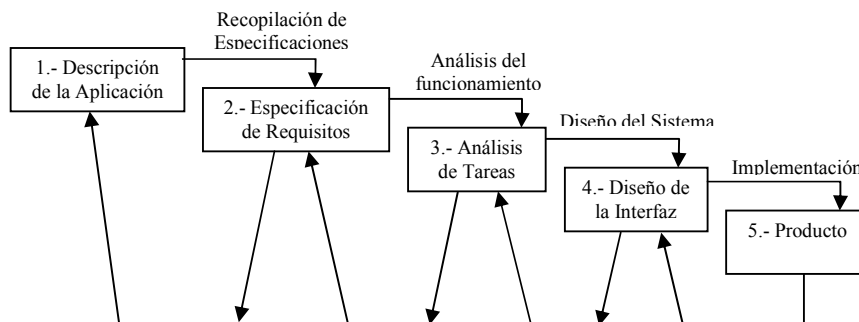 Recopilación de
Especificaciones
1.- Descripción
de la Aplicación
Análisis del
funcionamiento
2.- Especificación
de Requisitos
Diseño del Sistema
3.- Análisis
de Tareas
Implementación
4.- Diseño de
la Interfaz
5.- Producto